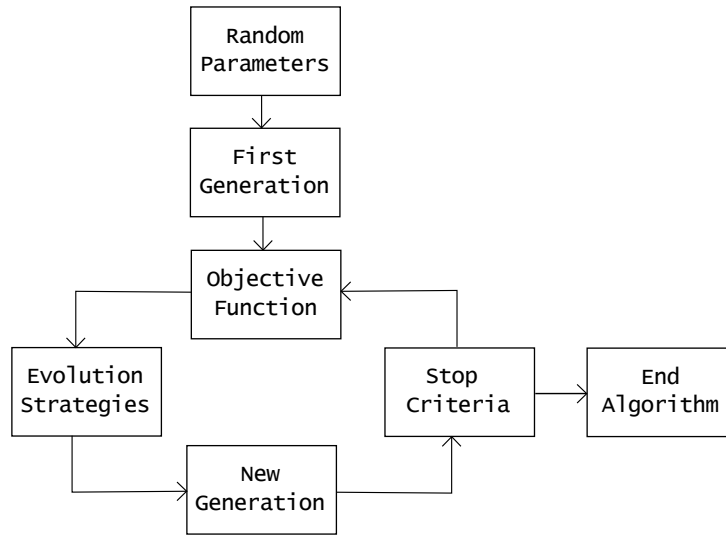 Random
Parameters
First
Generation
Objective
Function
Evolution
Strategies
Stop
Criteria
End
Algorithm
New
Generation